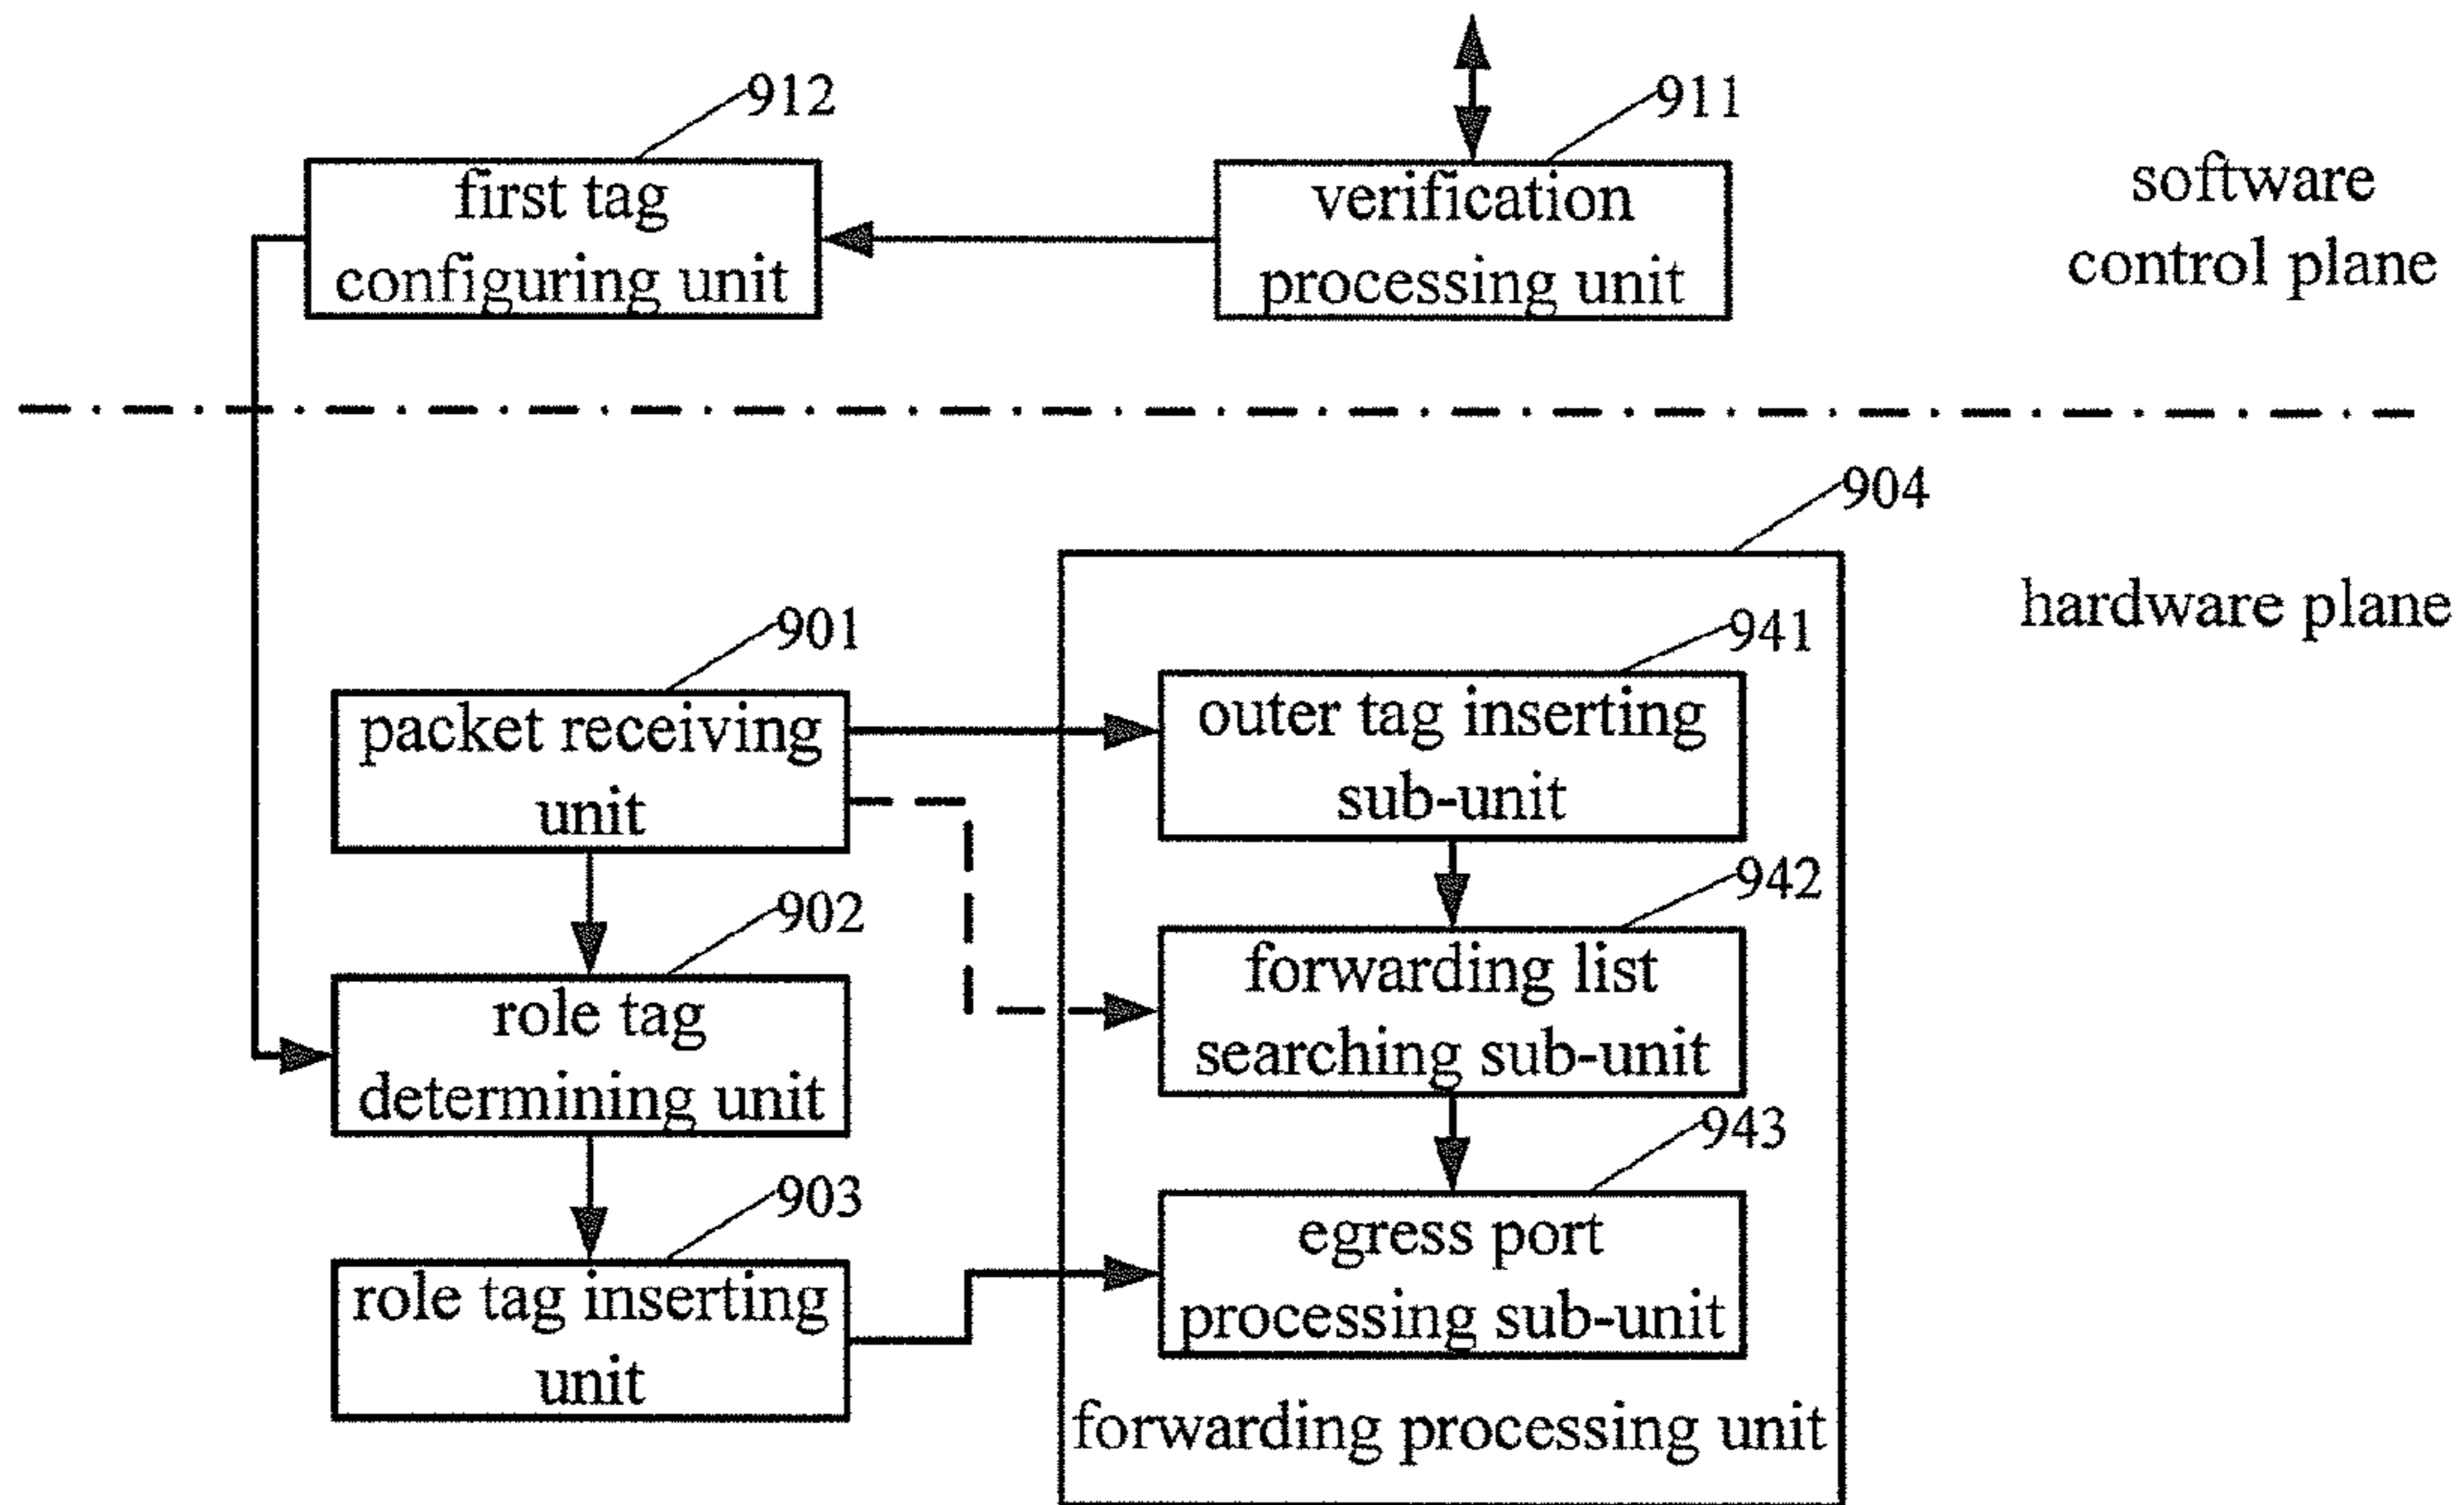 912
911
first tag
configuring unit
verification
processing unit
software
control plane
904
hardware plane
901
941
packet receiving
unit
outer tag inserting
sub-unit
902
942
role tag
determining unit
forwarding list
searching sub-unit
903
943
role tag inserting
unit
egress port
processing sub-unit
forwarding processing unit